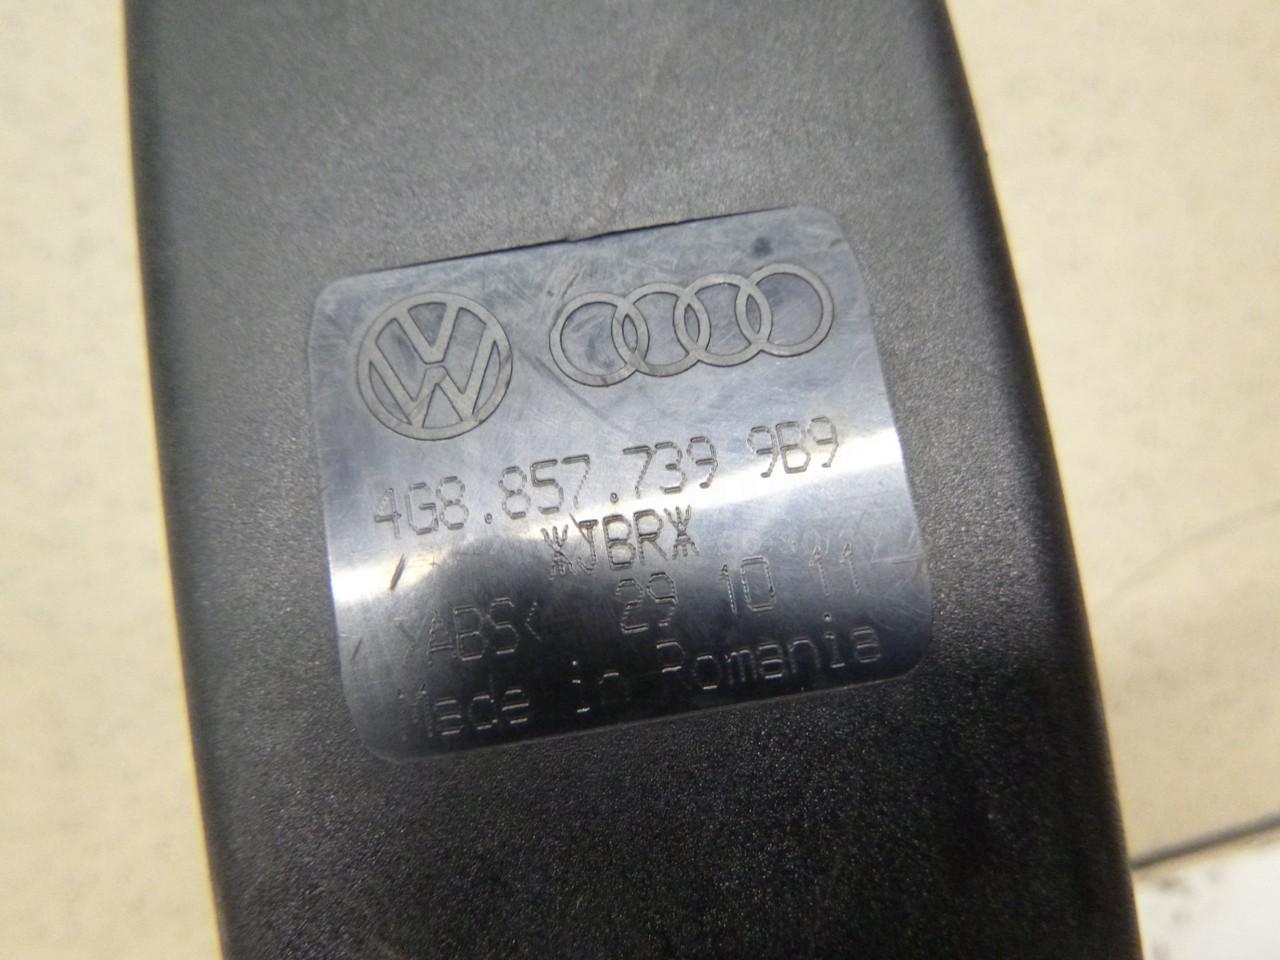 4G8.857.739 9B9
*JBR*
>ABS< 29 10 11
Made in Romania